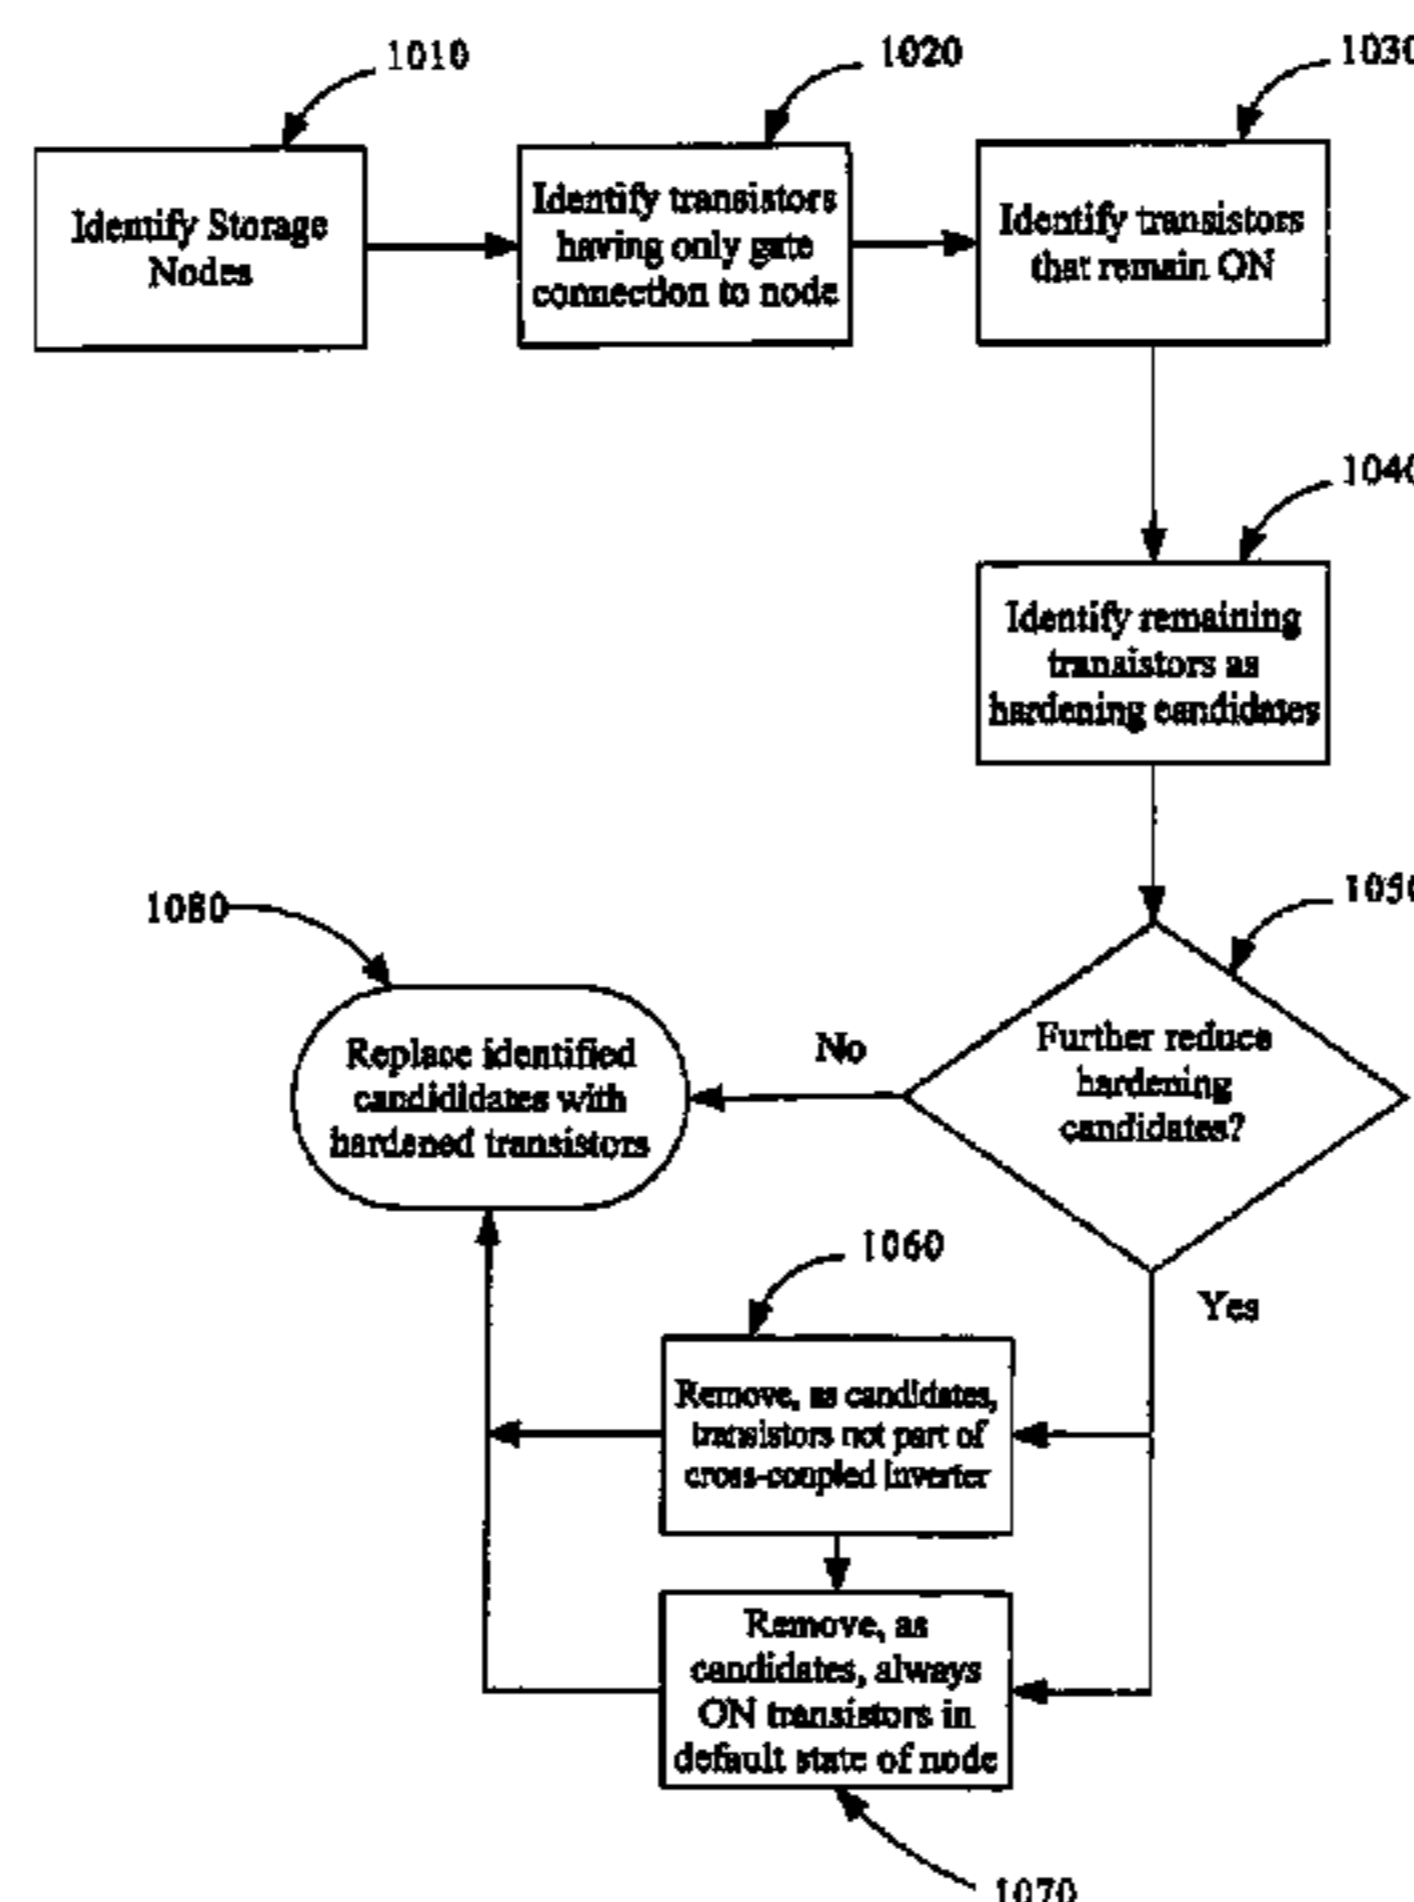 1010
1020
1030
Identify Storage
Nodes
Identify transistors
having only gate
connection to node
Identify transistors
that remain ON
1040
Identify remaining
transistors as
hardening candidates
1050
1080
Further reduce
hardening
candidates?
No
Replace identified
candididates with
hardened transistors
Yes
1060
Remove, as candidates,
transistors not part of
cross-coupled inverter
Remove, as
candidates, always
ON transistors in
default state of node
1070